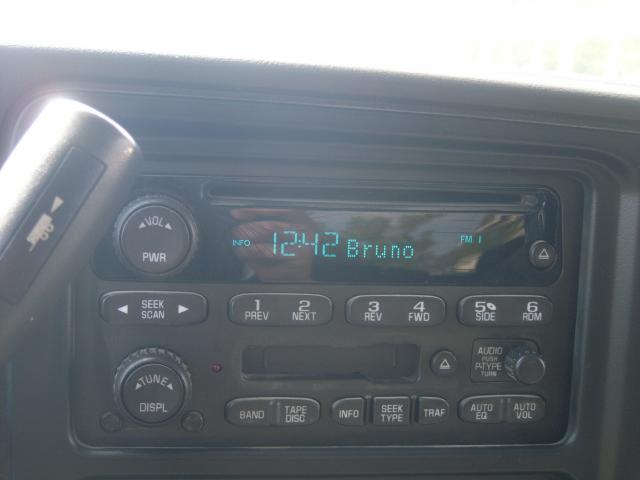 VOL
PWR
INFO 12:42 Bruno FM 1
SEEK
SCAN
1 2
PREV NEXT
3 4
REV FWD
5 6
SIDE RDM
TUNE
DISPL
AUDIO
PUSH
P-TYPE
TURN
BAND
TAPE
DISC
INFO
SEEK
TYPE
TRAF
AUTO
EQ
AUTO
VOL